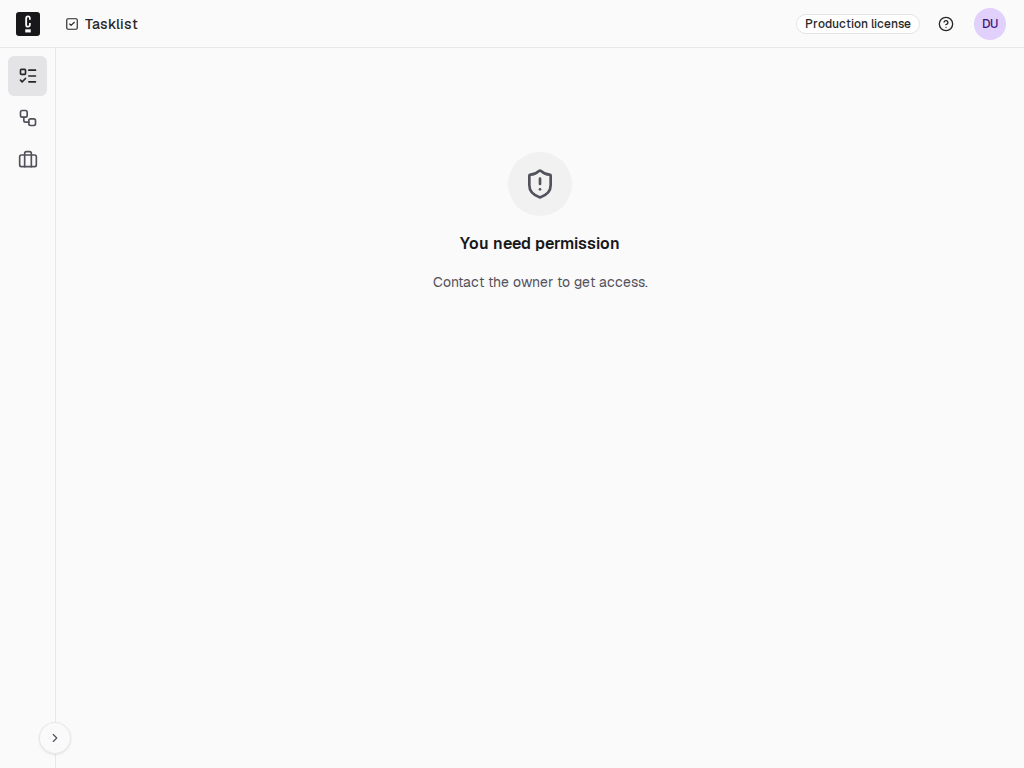 Tasklist
Production license
DU
You need permission
Contact the owner to get access.